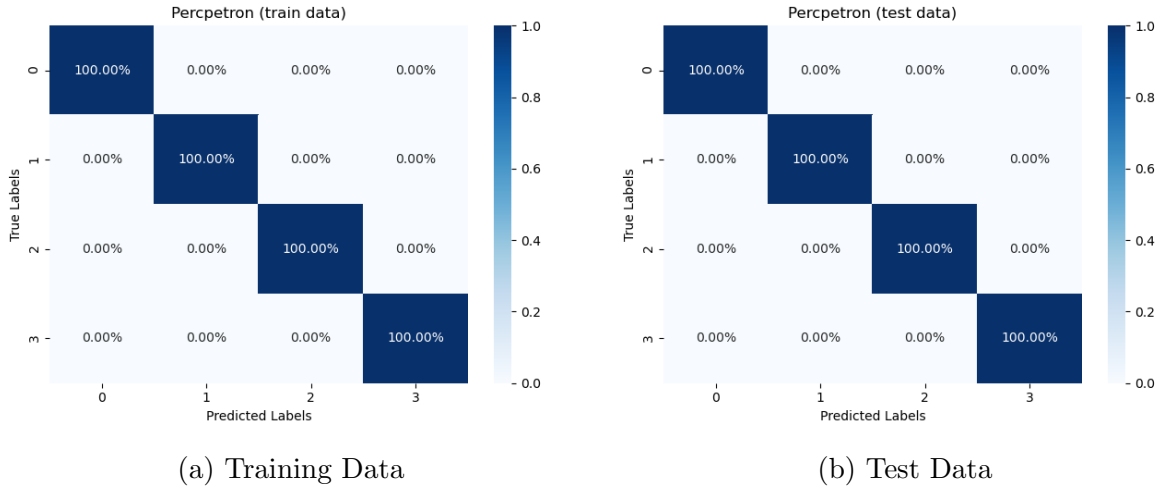 Percpetron (train data)
True Labels
0
100.00% 0.00% 0.00% 0.00%
1
0.00% 100.00% 0.00% 0.00%
2
0.00% 0.00% 100.00% 0.00%
3
0.00% 0.00% 0.00% 100.00%
0 1 2 3
Predicted Labels
1.0
0.8
0.6
0.4
0.2
0.0
(a) Training Data
Percpetron (test data)
True Labels
0
100.00% 0.00% 0.00% 0.00%
1
0.00% 100.00% 0.00% 0.00%
2
0.00% 0.00% 100.00% 0.00%
3
0.00% 0.00% 0.00% 100.00%
0 1 2 3
Predicted Labels
1.0
0.8
0.6
0.4
0.2
0.0
(b) Test Data